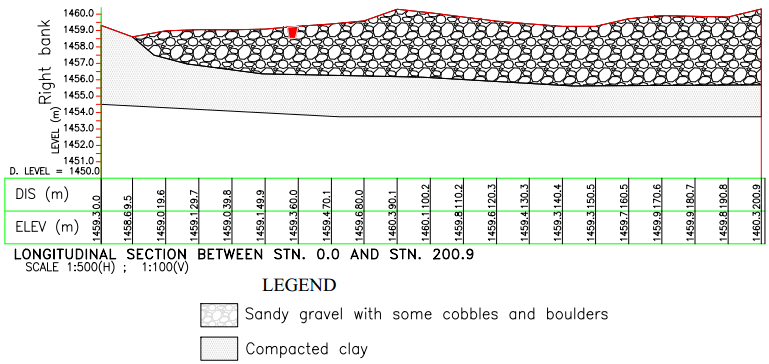 Right bank
LEVEL (m)
1460.0
1459.0
1458.0
1457.0
1456.0
1455.0
1454.0
1453.0
1452.0
1451.0
D. LEVEL = 1450.0
DIS (m) 0.0 9.5 19.6 29.7 39.8 49.9 60.0 70.1 80.0 90.1 100.2 110.2 120.3 130.3 140.4 150.5 160.5 170.6 180.7 190.8 200.9
ELEV (m) 1459.3 1458.6 1459.0 1459.1 1459.0 1459.1 1459.3 1459.4 1459.6 1460.3 1460.1 1459.8 1459.6 1459.4 1459.3 1459.3 1459.7 1459.9 1459.9 1459.8 1460.3
LONGITUDINAL SECTION BETWEEN STN. 0.0 AND STN. 200.9
SCALE 1:500(H) ; 1:100(V)
LEGEND
Sandy gravel with some cobbles and boulders
Compacted clay